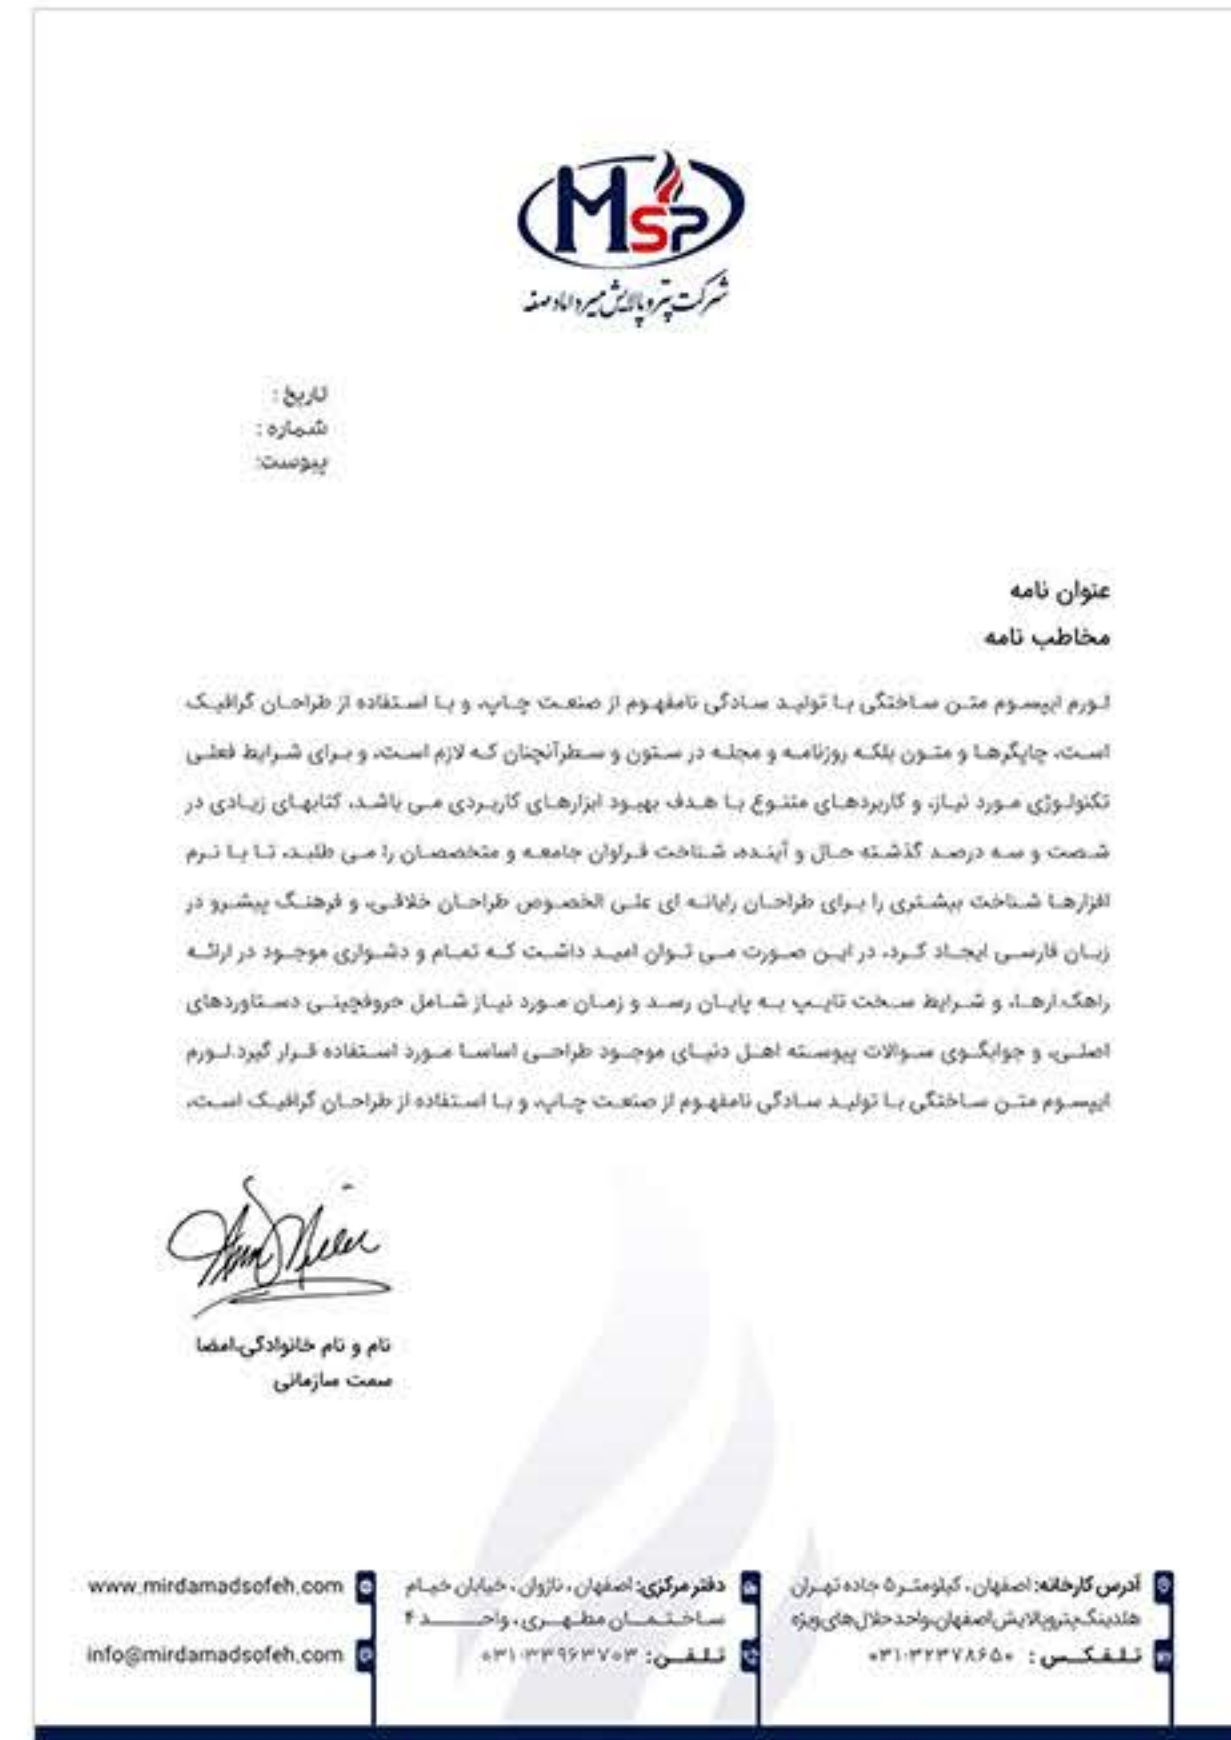 MSP
شرکت پتروپالایش میرداماد صفه
تاریخ :
شماره :
پیوست:
عنوان نامه
مخاطب نامه
لورم ایپسوم متن ساختگی با تولید سادگی نامفهوم از صنعت چاپ، و با استفاده از طراحان گرافیک
است، چاپگرها و متون بلکه روزنامه و مجله در ستون و سطرآنچنان که لازم است، و برای شرایط فعلی
تکنولوژی مورد نیاز، و کاربردهای متنوع با هدف بهبود ابزارهای کاربردی می باشد، کتابهای زیادی در
شصت و سه درصد گذشته حال و آینده، شناخت فراوان جامعه و متخصصان را می طلبد، تا با نرم
افزارها شناخت بیشتری را برای طراحان رایانه ای علی الخصوص طراحان خلاقی، و فرهنگ پیشرو در
زبان فارسی ایجاد کرد، در این صورت می توان امید داشت که تمام و دشواری موجود در ارائه
راهکارها، و شرایط سخت تایپ به پایان رسد و زمان مورد نیاز شامل حروفچینی دستاوردهای
اصلی، و جوابگوی سوالات پیوسته اهل دنیای موجود طراحی اساسا مورد استفاده قرار گیرد.لورم
ایپسوم متن ساختگی با تولید سادگی نامفهوم از صنعت چاپ، و با استفاده از طراحان گرافیک است،
نام و نام خانوادگی،امضا
سمت سازمانی
آدرس کارخانه: اصفهان ، کیلومتر ۵ جاده تهران
هلدینگ پتروپالایش اصفهان،واحد حلال های ویژه
تلفکس : ۰۳۱-۳۲۳۷۸۶۵۰
دفتر مرکزی: اصفهان ، ناژوان ، خیابان خیام
ساختمان مطهری ، واحد ۴
تلفن: ۰۳۱-۳۳۹۶۳۷۰۳
www.mirdamadsofeh.com
info@mirdamadsofeh.com